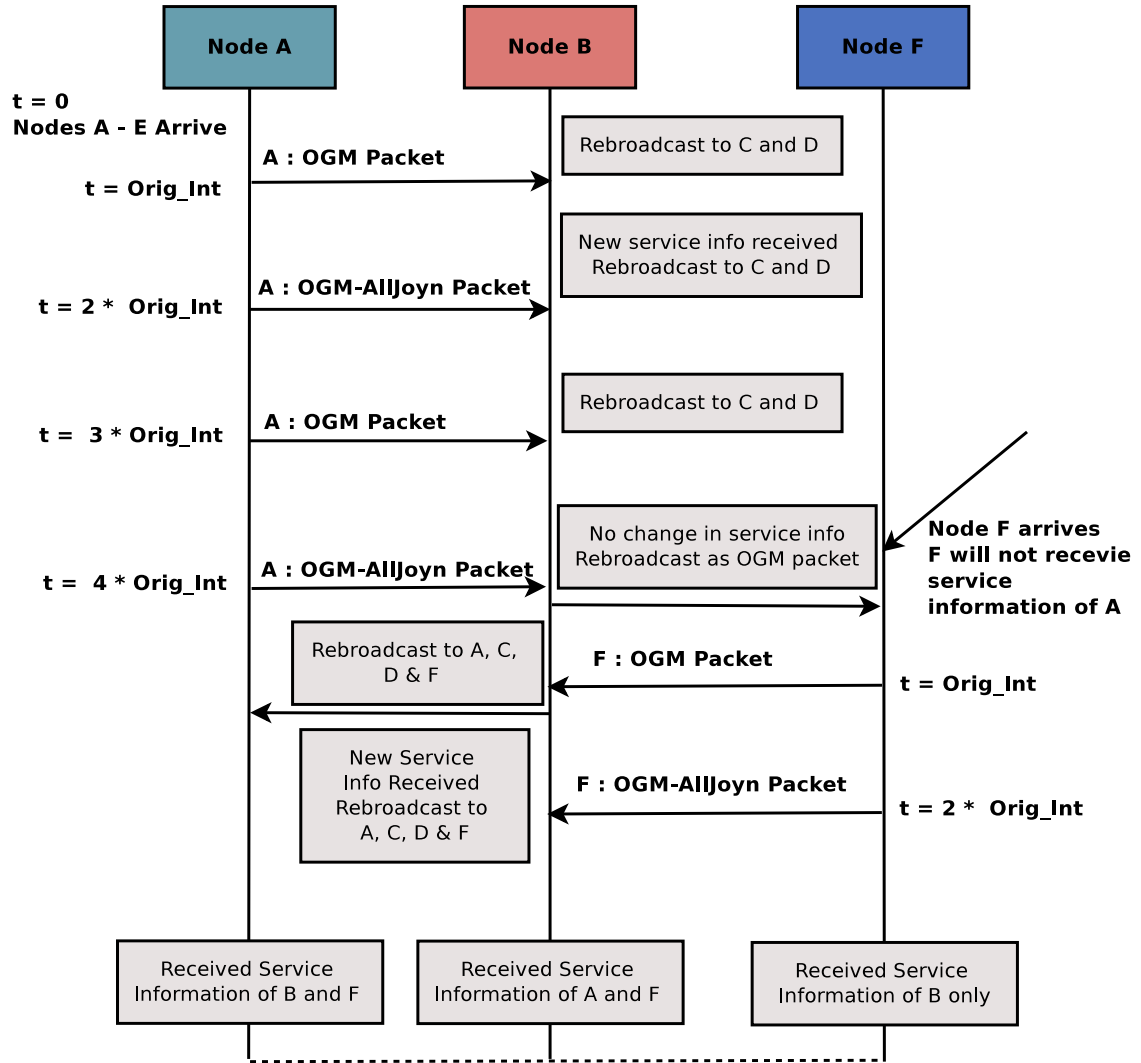 Node A
Node B
Node F
t = 0
Nodes A - E Arrive
A : OGM Packet
Rebroadcast to C and D
t = Orig_Int
New service info received
Rebroadcast to C and D
A : OGM-AllJoyn Packet
t = 2 * Orig_Int
Rebroadcast to C and D
A : OGM Packet
t = 3 * Orig_Int
No change in service info
Rebroadcast as OGM packet
Node F arrives
F will not recevie
service
information of A
A : OGM-AllJoyn Packet
t = 4 * Orig_Int
Rebroadcast to A, C,
D & F
F : OGM Packet
t = Orig_Int
New Service
Info Received
Rebroadcast to
A, C, D & F
F : OGM-AllJoyn Packet
t = 2 * Orig_Int
Received Service
Information of B and F
Received Service
Information of A and F
Received Service
Information of B only